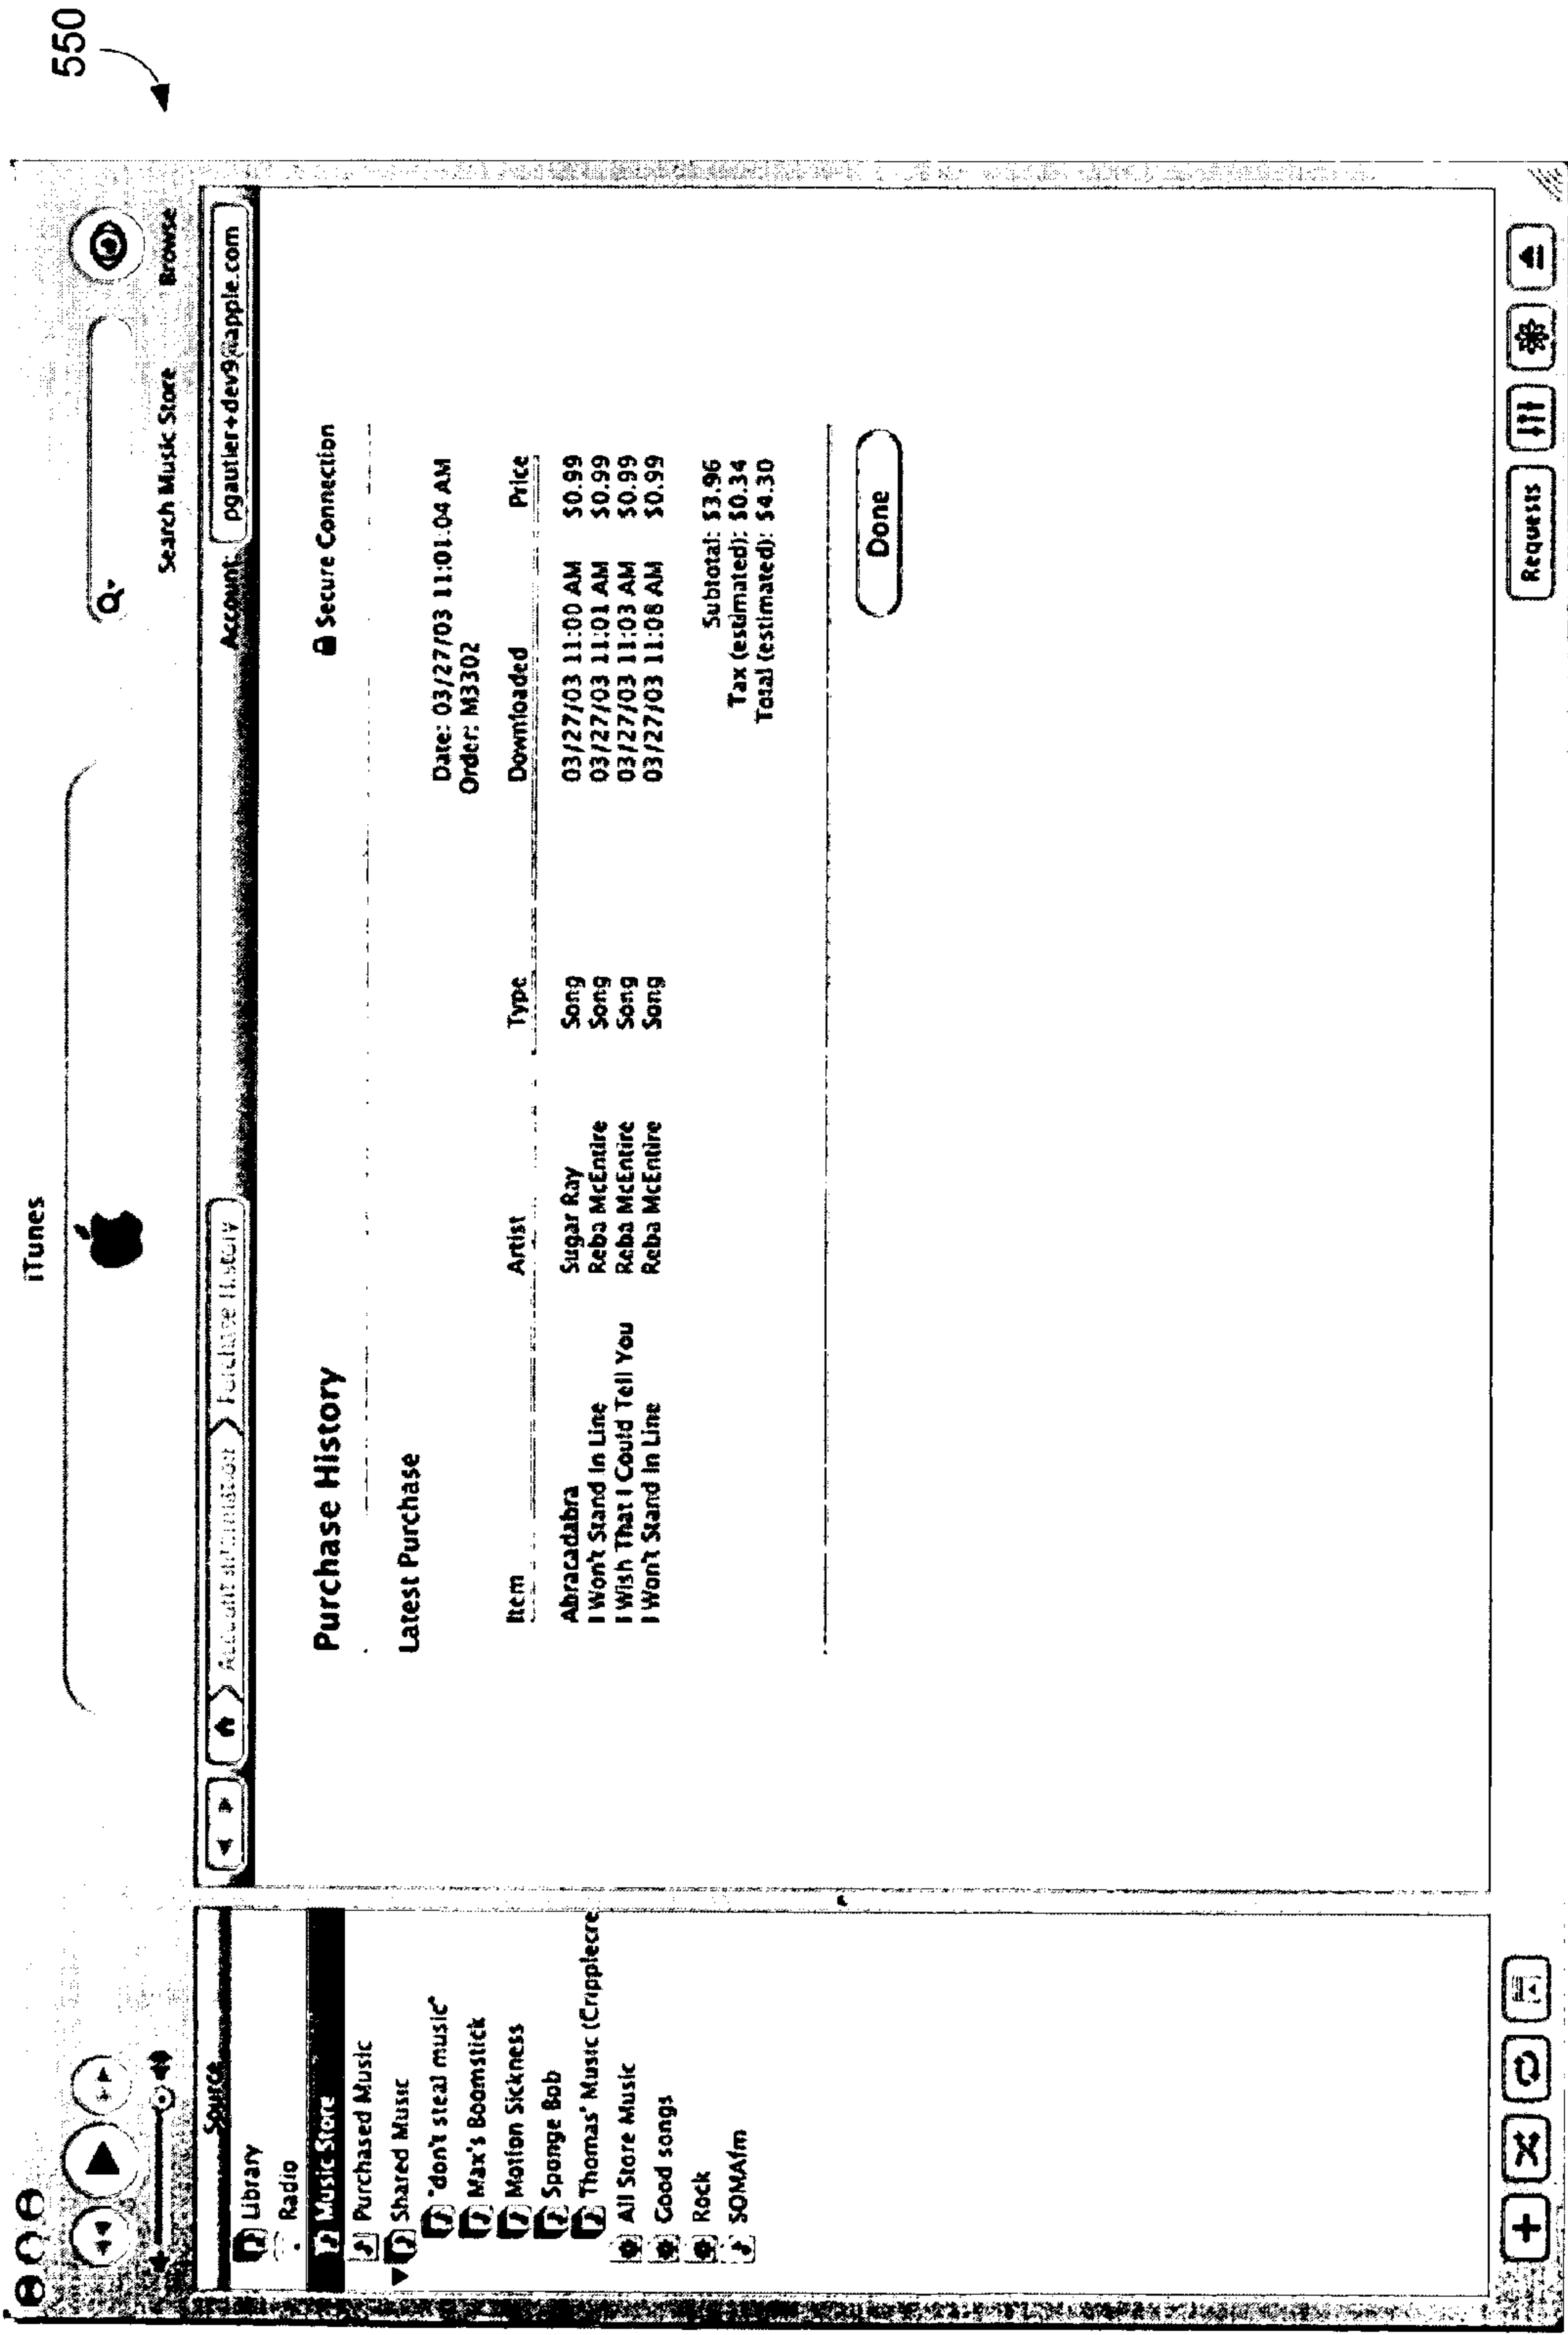 550
iTunes
Search Music Store
Browse
Source
Library
Radio
Music Store
Purchased Music
Shared Music
"don't steal music"
Max's Boomstick
Motion Sickness
Sponge Bob
Thomas' Music (Cripplecre
All Store Music
Good songs
Rock
SOMAfm
Account Information Purchase History
Account: pgautier+dev9@apple.com
Purchase History
Secure Connection
Latest Purchase
Date: 03/27/03 11:01:04 AM
Order: M3302
Item Artist Type Downloaded Price
Abracadabra Sugar Ray Song 03/27/03 11:00 AM $0.99
I Won't Stand In Line Reba McEntire Song 03/27/03 11:01 AM $0.99
I Wish That I Could Tell You Reba McEntire Song 03/27/03 11:03 AM $0.99
I Won't Stand In Line Reba McEntire Song 03/27/03 11:08 AM $0.99
Subtotal: $3.96
Tax (estimated): $0.34
Total (estimated): $4.30
Done
Requests